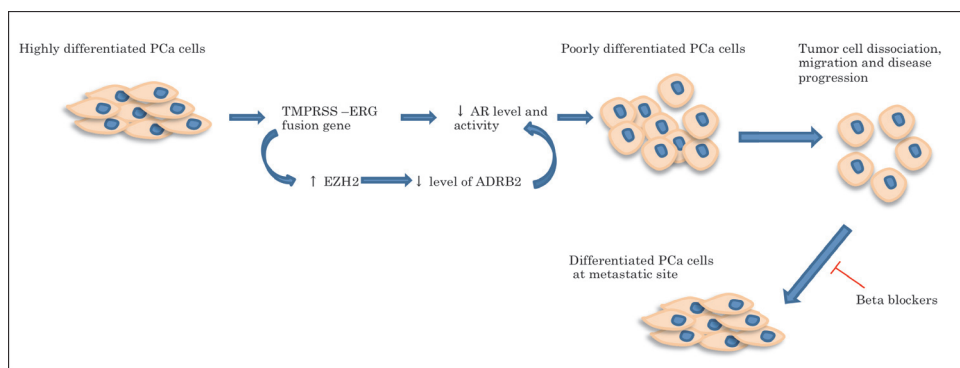 Highly differentiated PCa cells
Poorly differentiated PCa cells
Tumor cell dissociation,
migration and disease
progression
TMPRSS –ERG
fusion gene
↓ AR level and
activity
↑ EZH2
↓ level of ADRB2
Differentiated PCa cells
at metastatic site
Beta blockers